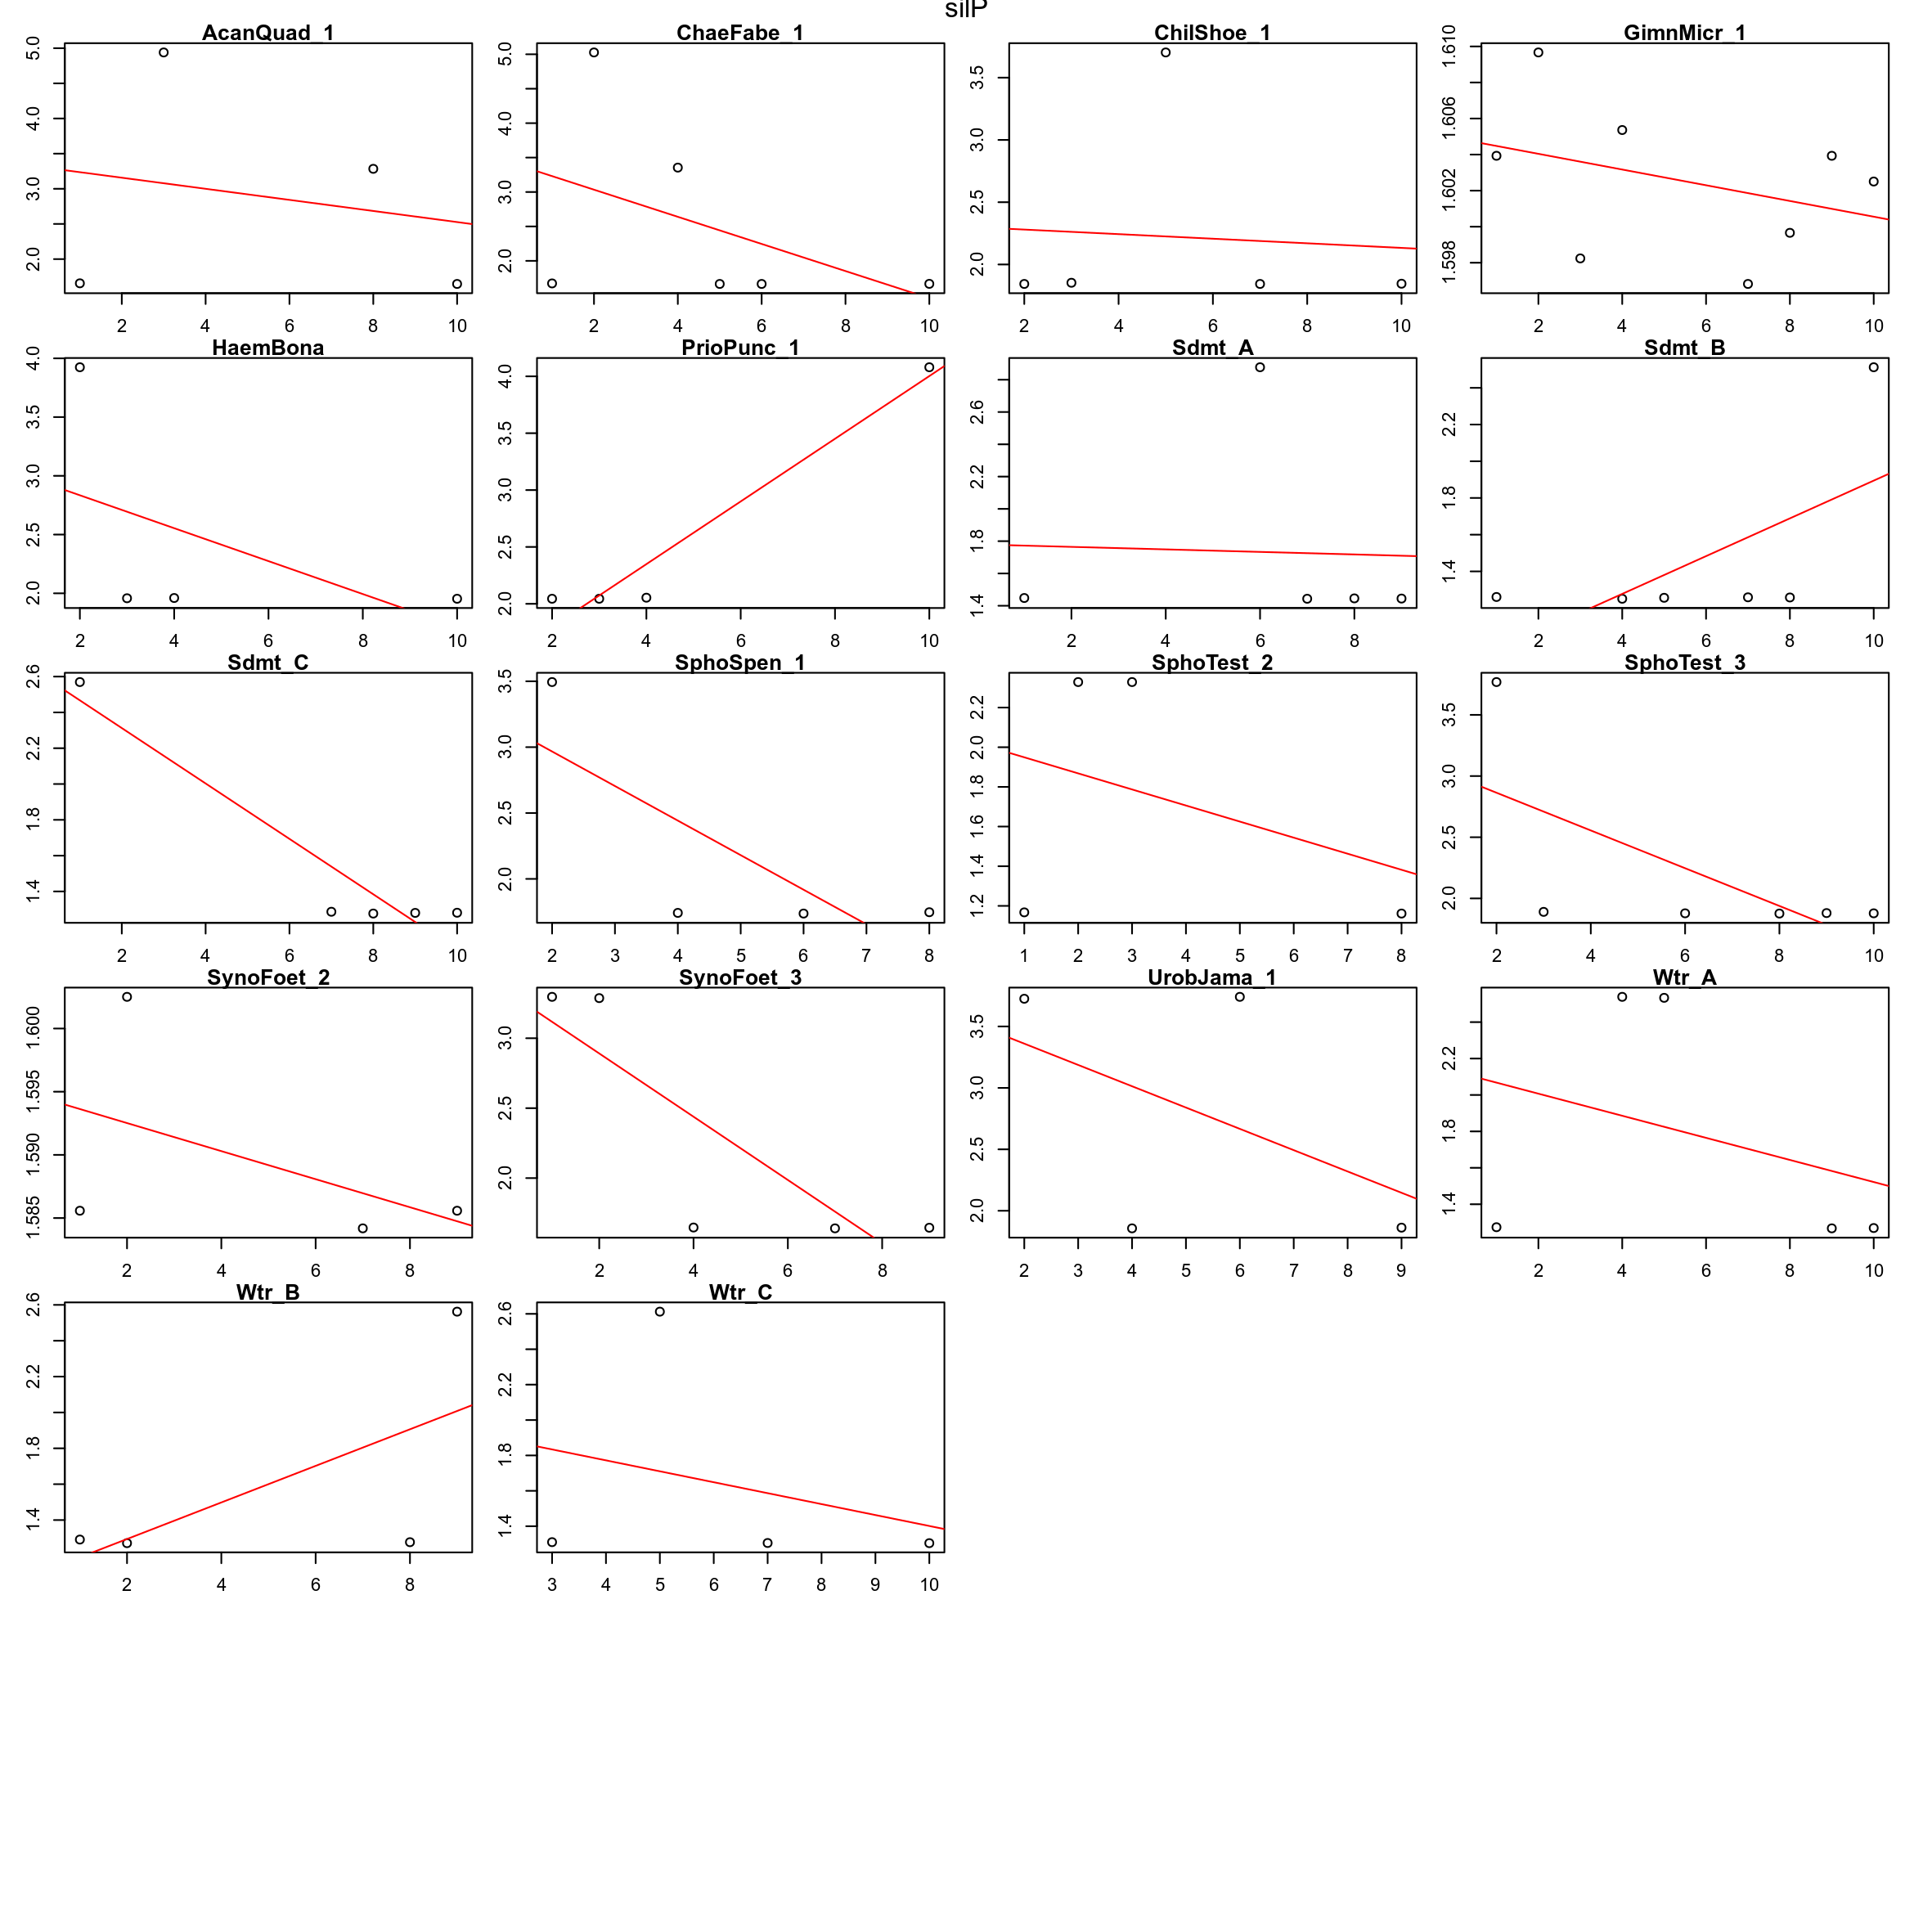 silP
AcanQuad_1 ChaeFabe_1 ChilShoe_1 GimnMicr_1
2.0 3.0 4.0 5.0
2 4 6 8 10
2.0 3.0 4.0 5.0
2 4 6 8 10
2.0 2.5 3.0 3.5
2 4 6 8 10
1.598 1.602 1.606 1.610
2 4 6 8 10
HaemBona PrioPunc_1 Sdmt_A Sdmt_B
2.0 2.5 3.0 3.5 4.0
2 4 6 8 10
2.0 2.5 3.0 3.5 4.0
2 4 6 8 10
1.4 1.8 2.2 2.6
2 4 6 8
1.4 1.8 2.2
2 4 6 8 10
Sdmt_C SphoSpen_1 SphoTest_2 SphoTest_3
1.4 1.8 2.2 2.6
2 4 6 8 10
2.0 2.5 3.0 3.5
2 3 4 5 6 7 8
1.2 1.4 1.6 1.8 2.0 2.2
1 2 3 4 5 6 7 8
2.0 2.5 3.0 3.5
2 4 6 8 10
SynoFoet_2 SynoFoet_3 UrobJama_1 Wtr_A
1.585 1.590 1.595 1.600
2 4 6 8
2.0 2.5 3.0
2 4 6 8
2.0 2.5 3.0 3.5
2 3 4 5 6 7 8 9
1.4 1.8 2.2
2 4 6 8 10
Wtr_B Wtr_C
1.4 1.8 2.2 2.6
2 4 6 8
1.4 1.8 2.2 2.6
3 4 5 6 7 8 9 10